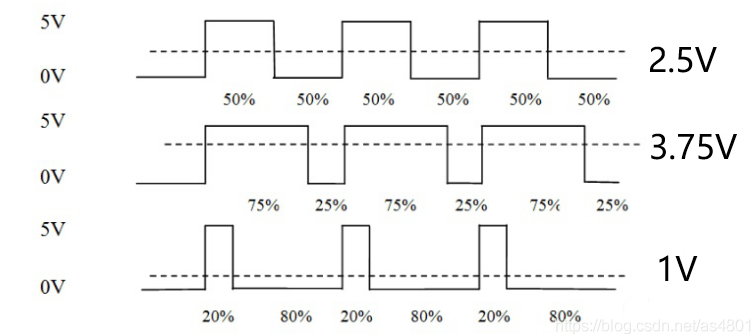 5V
2.5V
0V
50% 50% 50% 50% 50% 50%
5V
3.75V
0V
75% 25% 75% 25% 75% 25%
5V
1V
0V
20% 80% 20% 80% 20% 80%
https://blog.csdn.net/as4801